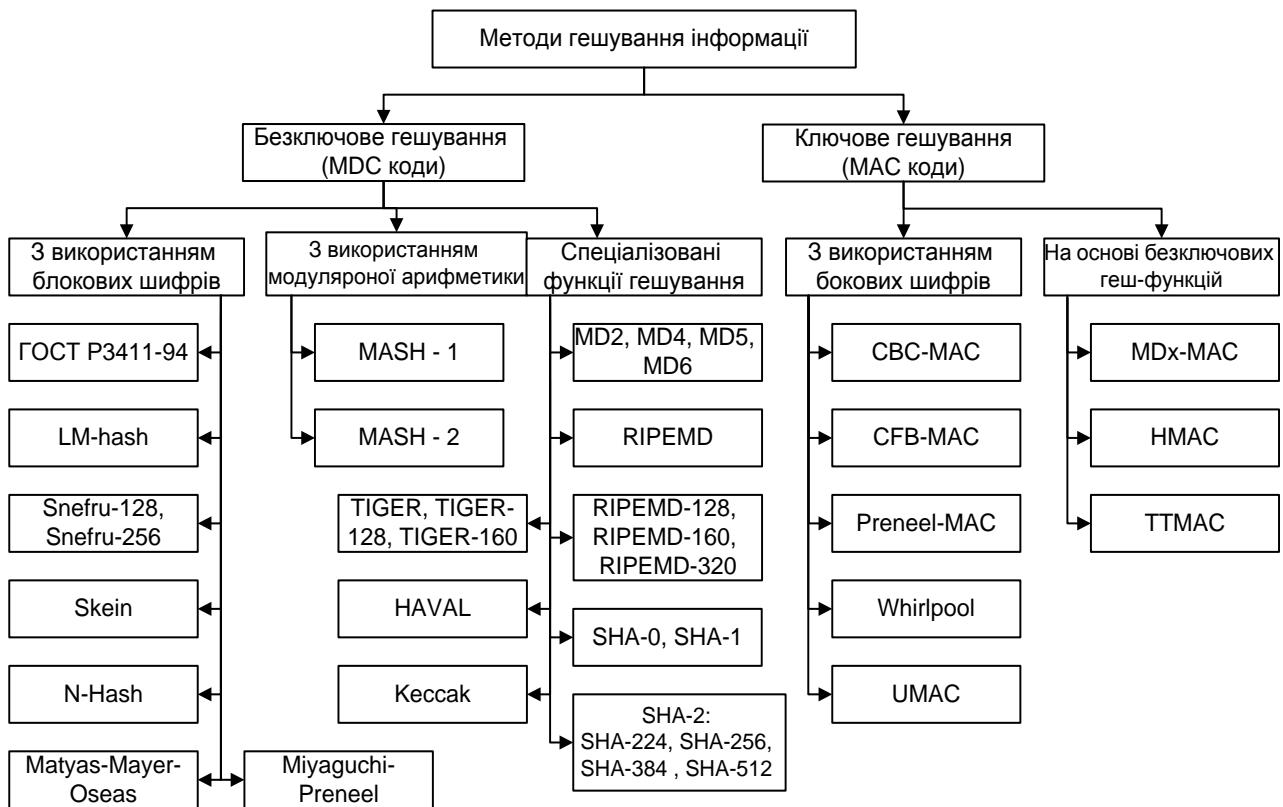 Методи гешування інформації
Безключове гешування
(MDC коди)
Ключове гешування
(MAC коди)
З використанням
блокових шифрів
З використанням
модуляроної арифметики
Спеціалізовані
функції гешування
З використанням
бокових шифрів
На основі безключових
геш-функцій
ГОСТ Р3411-94
LM-hash
Snefru-128,
Snefru-256
Skein
N-Hash
Matyas-Mayer-
Oseas
Miyaguchi-
Preneel
MASH - 1
MASH - 2
MD2, MD4, MD5,
MD6
RIPEMD
TIGER, TIGER-
128, TIGER-160
RIPEMD-128,
RIPEMD-160,
RIPEMD-320
HAVAL
SHA-0, SHA-1
Keccak
SHA-2:
SHA-224, SHA-256,
SHA-384 , SHA-512
CBC-MAC
CFB-MAC
Preneel-MAC
Whirlpool
UMAC
MDx-MAC
HMAC
TTMAC